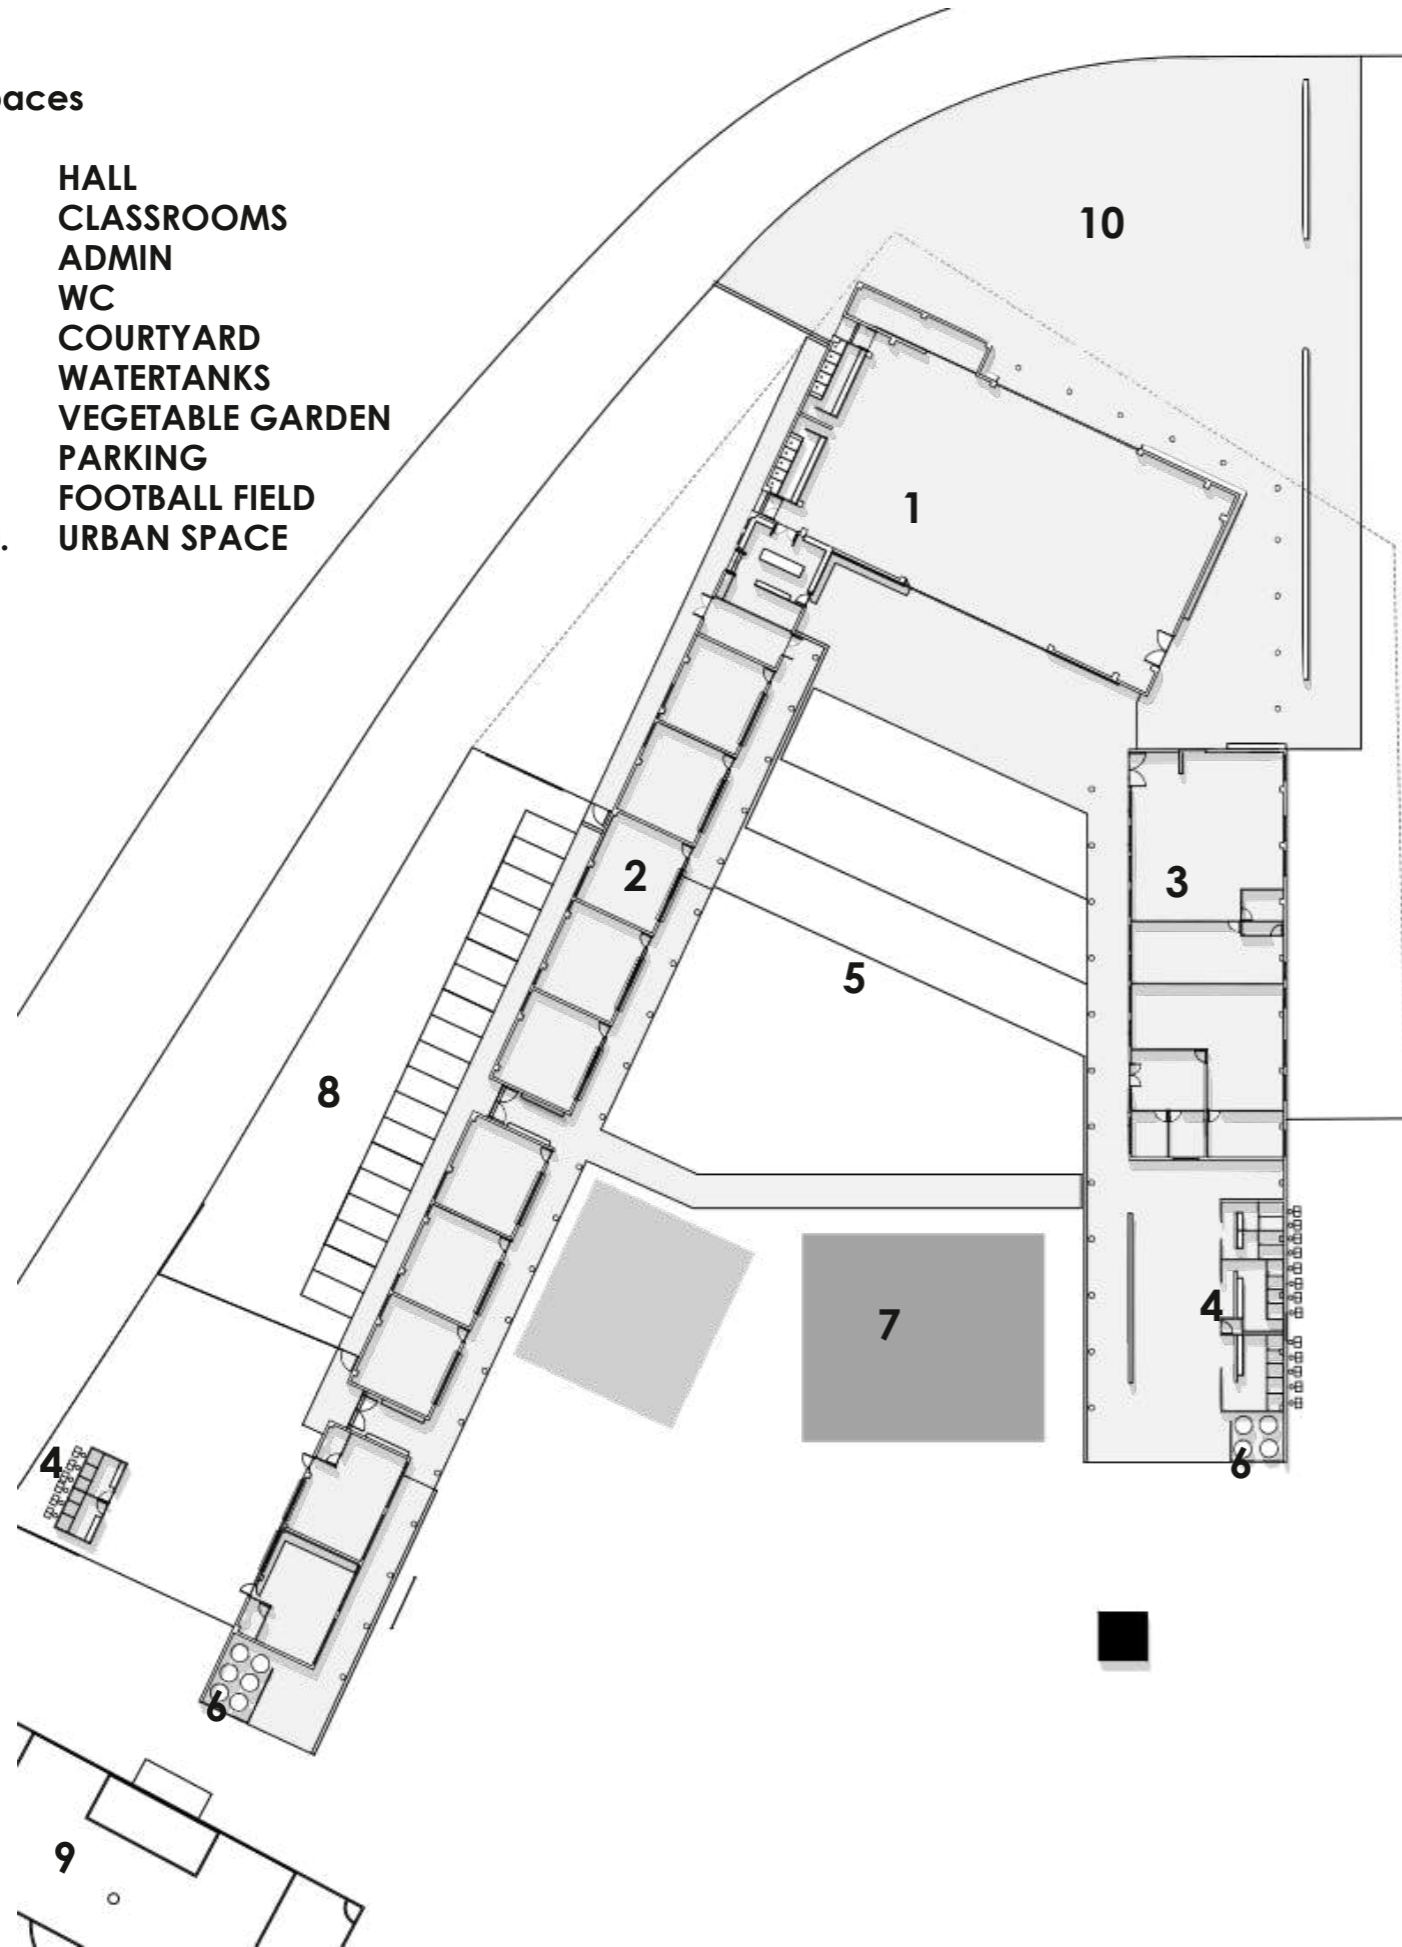 paces
HALL
CLASSROOMS
ADMIN
WC
COURTYARD
WATERTANKS
VEGETABLE GARDEN
PARKING
FOOTBALL FIELD
. URBAN SPACE
10
1
2
3
5
8
7
4
4
6
6
9